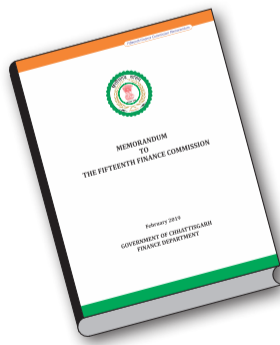 MEMORANDUM
TO
THE FIFTEENTH FINANCE COMMISSION
February 2019
GOVERNMENT OF CHHATTISGARH
FINANCE DEPARTMENT